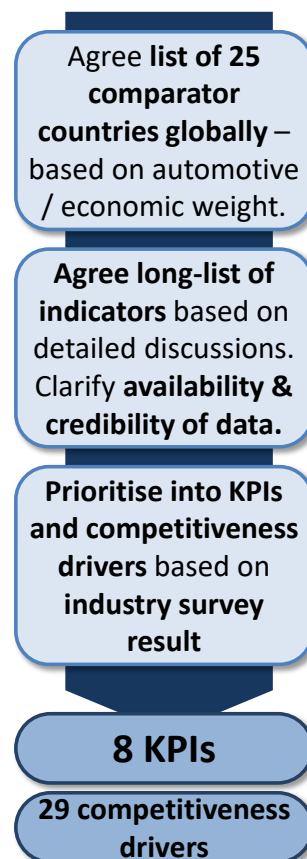 Agree list of 25
comparator
countries globally –
based on automotive
/ economic weight.
Agree long-list of
indicators based on
detailed discussions.
Clarify availability &
credibility of data.
Prioritise into KPIs
and competitiveness
drivers based on
industry survey
result
8 KPIs
29 competitiveness
drivers